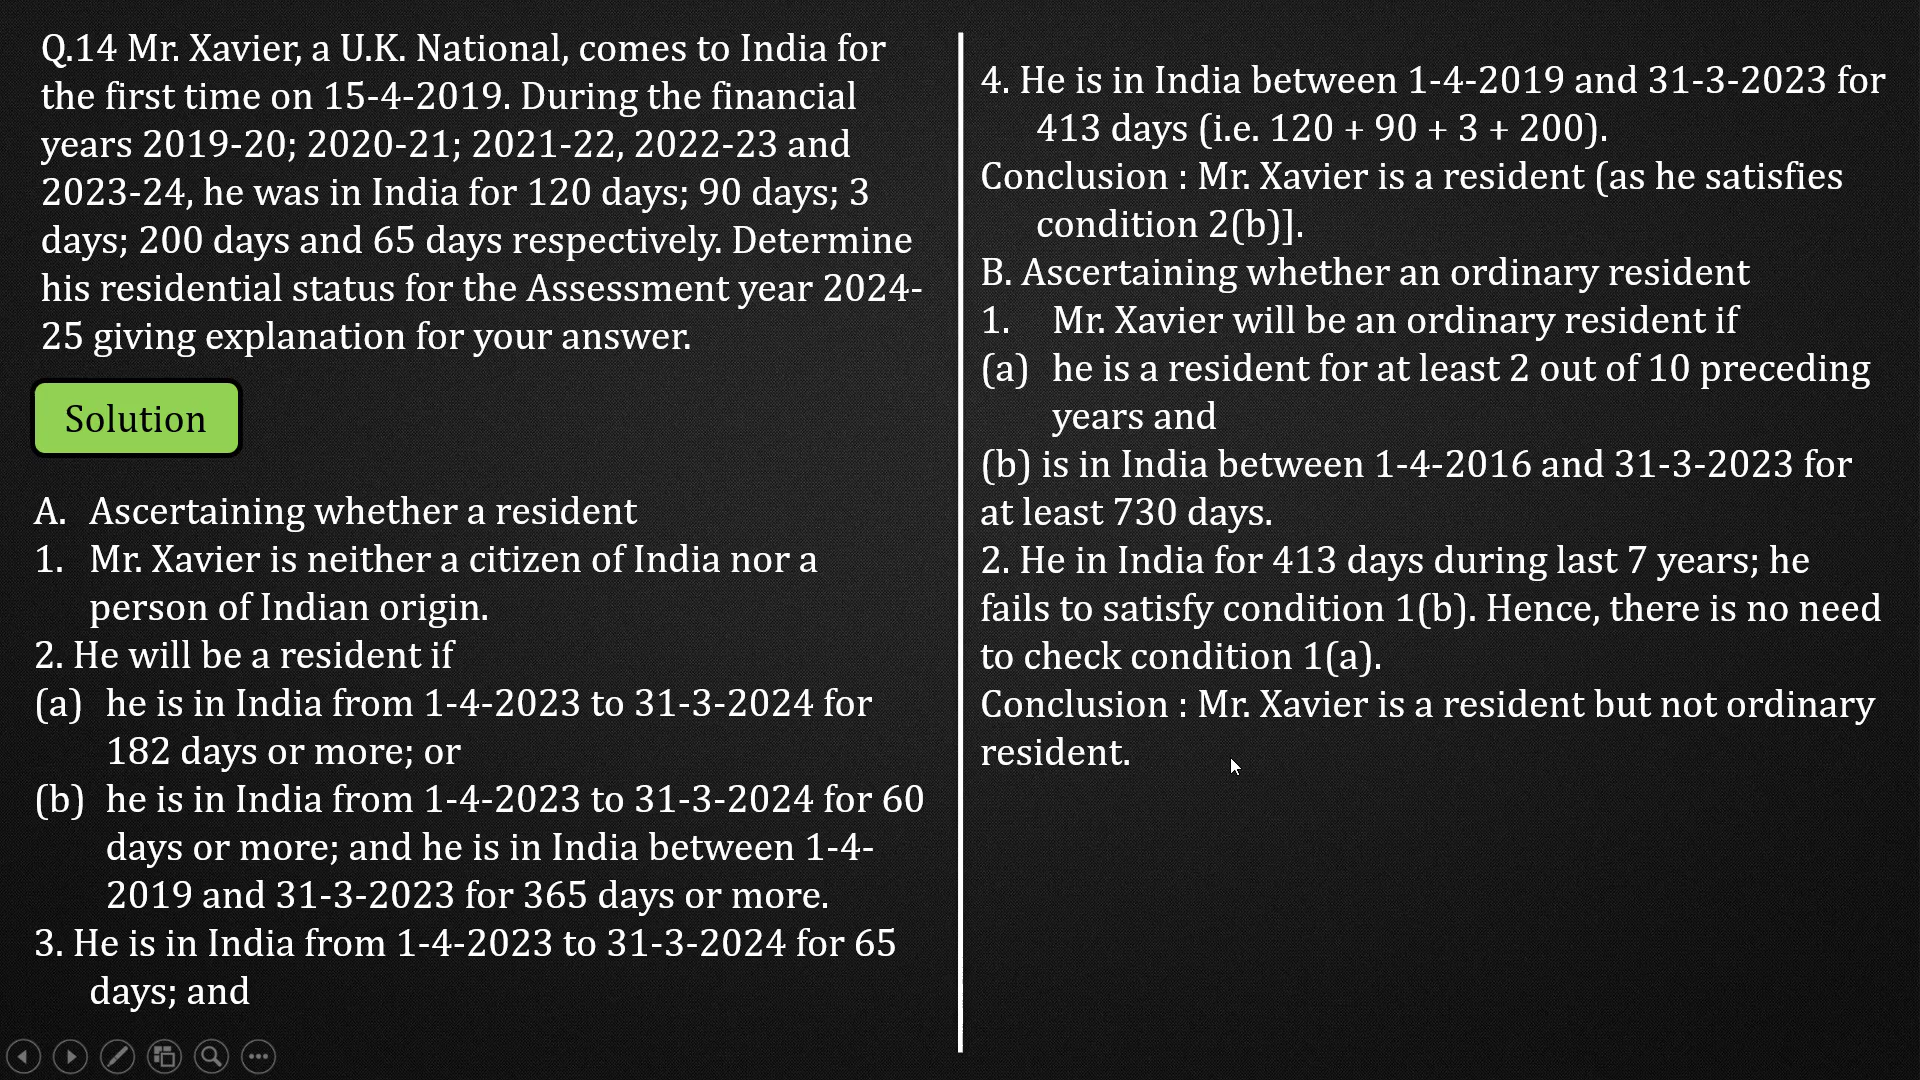 Q.14 Mr. Xavier, a U.K. National, comes to India for
the first time on 15-4-2019. During the financial
years 2019-20; 2020-21; 2021-22, 2022-23 and
2023-24, he was in India for 120 days; 90 days; 3
days; 200 days and 65 days respectively. Determine
his residential status for the Assessment year 2024-
25 giving explanation for your answer.
Solution
A. Ascertaining whether a resident
1. Mr. Xavier is neither a citizen of India nor a
person of Indian origin.
2. He will be a resident if
(a) he is in India from 1-4-2023 to 31-3-2024 for
182 days or more; or
(b) he is in India from 1-4-2023 to 31-3-2024 for 60
days or more; and he is in India between 1-4-
2019 and 31-3-2023 for 365 days or more.
3. He is in India from 1-4-2023 to 31-3-2024 for 65
days; and
4. He is in India between 1-4-2019 and 31-3-2023 for
413 days (i.e. 120 + 90 + 3 + 200).
Conclusion : Mr. Xavier is a resident (as he satisfies
condition 2(b)].
B. Ascertaining whether an ordinary resident
1. Mr. Xavier will be an ordinary resident if
(a) he is a resident for at least 2 out of 10 preceding
years and
(b) is in India between 1-4-2016 and 31-3-2023 for
at least 730 days.
2. He in India for 413 days during last 7 years; he
fails to satisfy condition 1(b). Hence, there is no need
to check condition 1(a).
Conclusion : Mr. Xavier is a resident but not ordinary
resident.